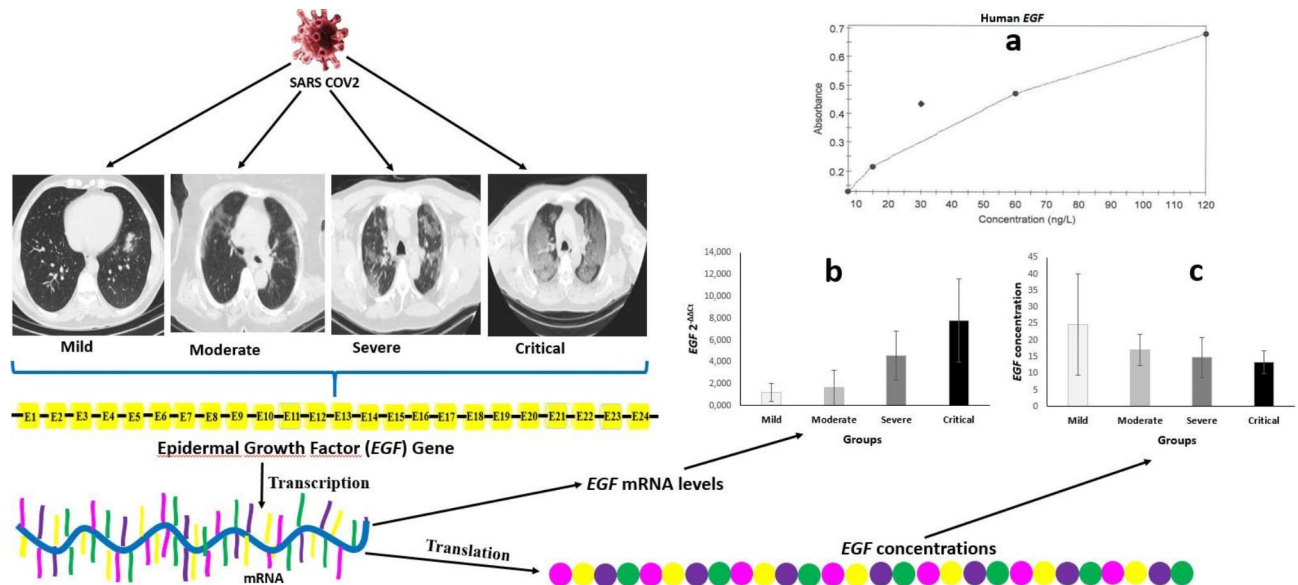 SARS COV2
Mild
Moderate
Severe
Critical
E1 E2 E3 E4 E5 E6 E7 E8 E9 E10 E11 E12 E13 E14 E15 E16 E17 E18 E19 E20 E21 E22 E23 E24
Epidermal Growth Factor (EGF) Gene
Transcription
mRNA
Translation
EGF mRNA levels
EGF concentrations
Human EGF
a
Absorbance
0.7
0.6
0.5
0.4
0.3
0.2
10 20 30 40 50 60 70 80 90 100 110 120
Concentration (ng/L)
b
EGF 2-ΔΔCt
14,000
12,000
10,000
8,000
6,000
4,000
2,000
0,000
Mild Moderate Severe Critical
Groups
c
EGF concentration
45
40
35
30
25
20
15
10
5
0
Mild Moderate Severe Critical
Groups